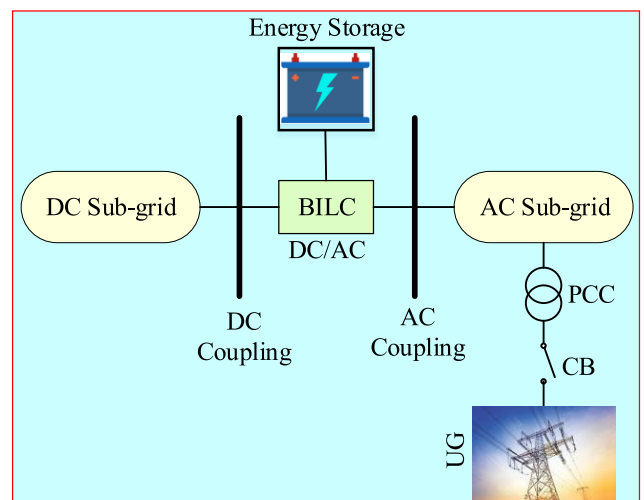 Energy Storage
DC Sub-grid
BILC
DC/AC
AC Sub-grid
DC
Coupling
AC
Coupling
PCC
CB
UG